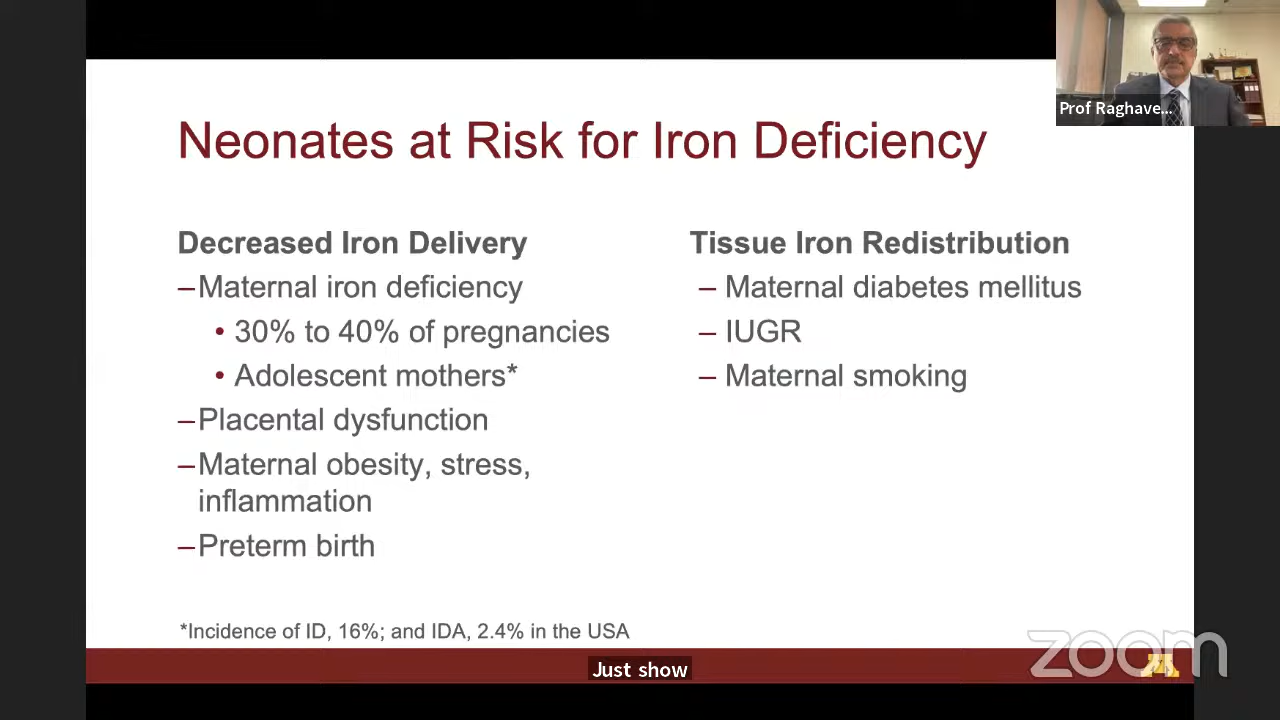 Prof Raghave...
Neonates at Risk for Iron Deficiency
Decreased Iron Delivery
–Maternal iron deficiency
• 30% to 40% of pregnancies
• Adolescent mothers*
–Placental dysfunction
–Maternal obesity, stress,
inflammation
–Preterm birth
Tissue Iron Redistribution
– Maternal diabetes mellitus
– IUGR
– Maternal smoking
*Incidence of ID, 16%; and IDA, 2.4% in the USA
zoom
M
Just show